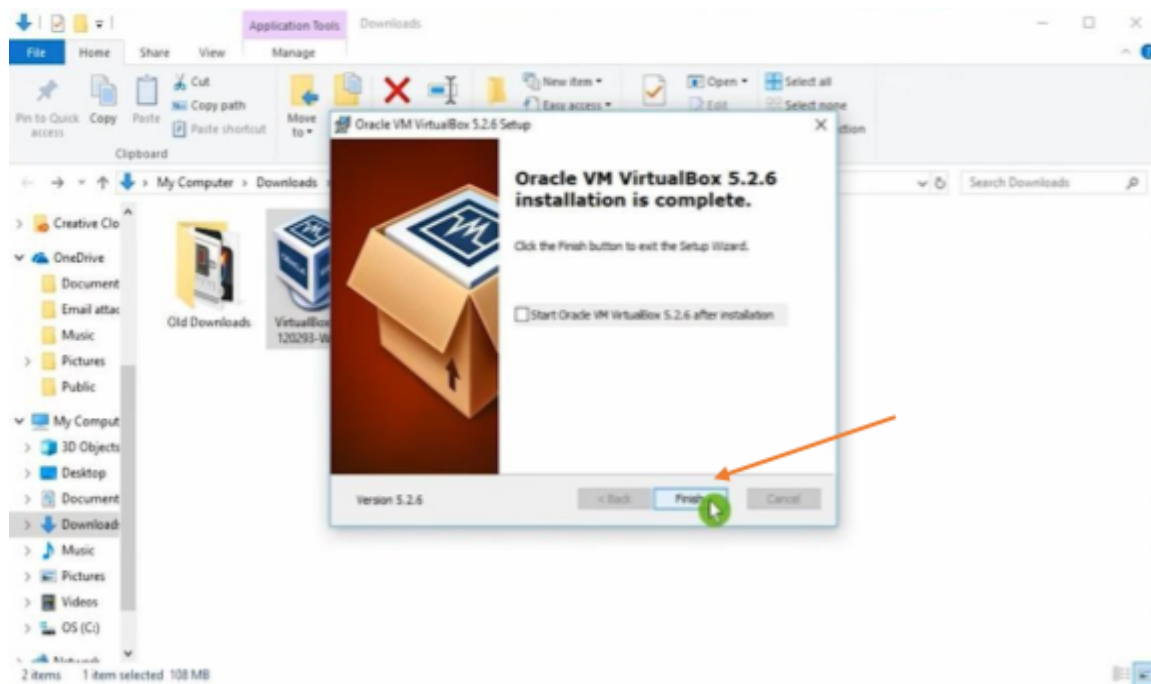 Application Tools Downloads
File Home Share View Manage
Pin to Quick access
Copy
Paste
Cut
Copy path
Paste shortcut
Clipboard
Move to
New item
Easy access
Open
Edit
Select all
Select none
My Computer > Downloads
Search Downloads
Creative Clo
OneDrive
Document
Email attac
Music
Pictures
Public
My Comput
3D Objects
Desktop
Document
Download
Music
Pictures
Videos
OS (C:)
Network
Old Downloads
VirtualBox
120293-W
Oracle VM VirtualBox 5.2.6 Setup
Oracle VM VirtualBox 5.2.6
installation is complete.
Click the Finish button to exit the Setup Wizard.
Start Oracle VM VirtualBox 5.2.6 after installation
Version 5.2.6
< Back
Finish
Cancel
2 items 1 item selected 108 MB